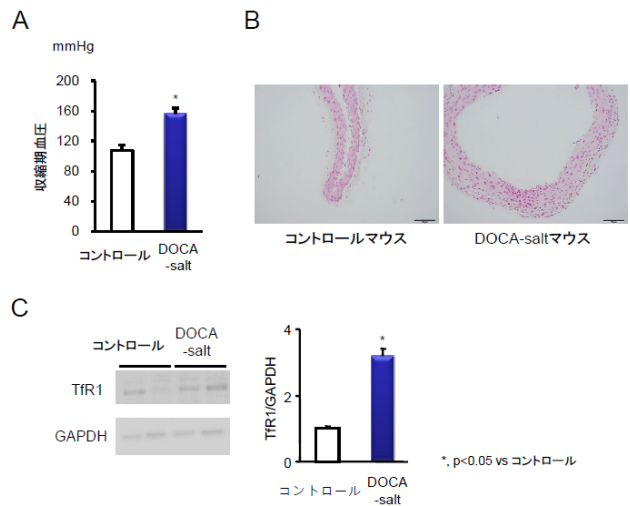 A
mmHg
200
160
120
80
40
0
収縮期血圧
*
コントロール
DOCA
-salt
B
コントロールマウス
DOCA-saltマウス
C
コントロール
DOCA
-salt
TfR1
GAPDH
4
2
0
TfR1/GAPDH
*
コントロール
DOCA
-salt
*, p<0.05 vs コントロール